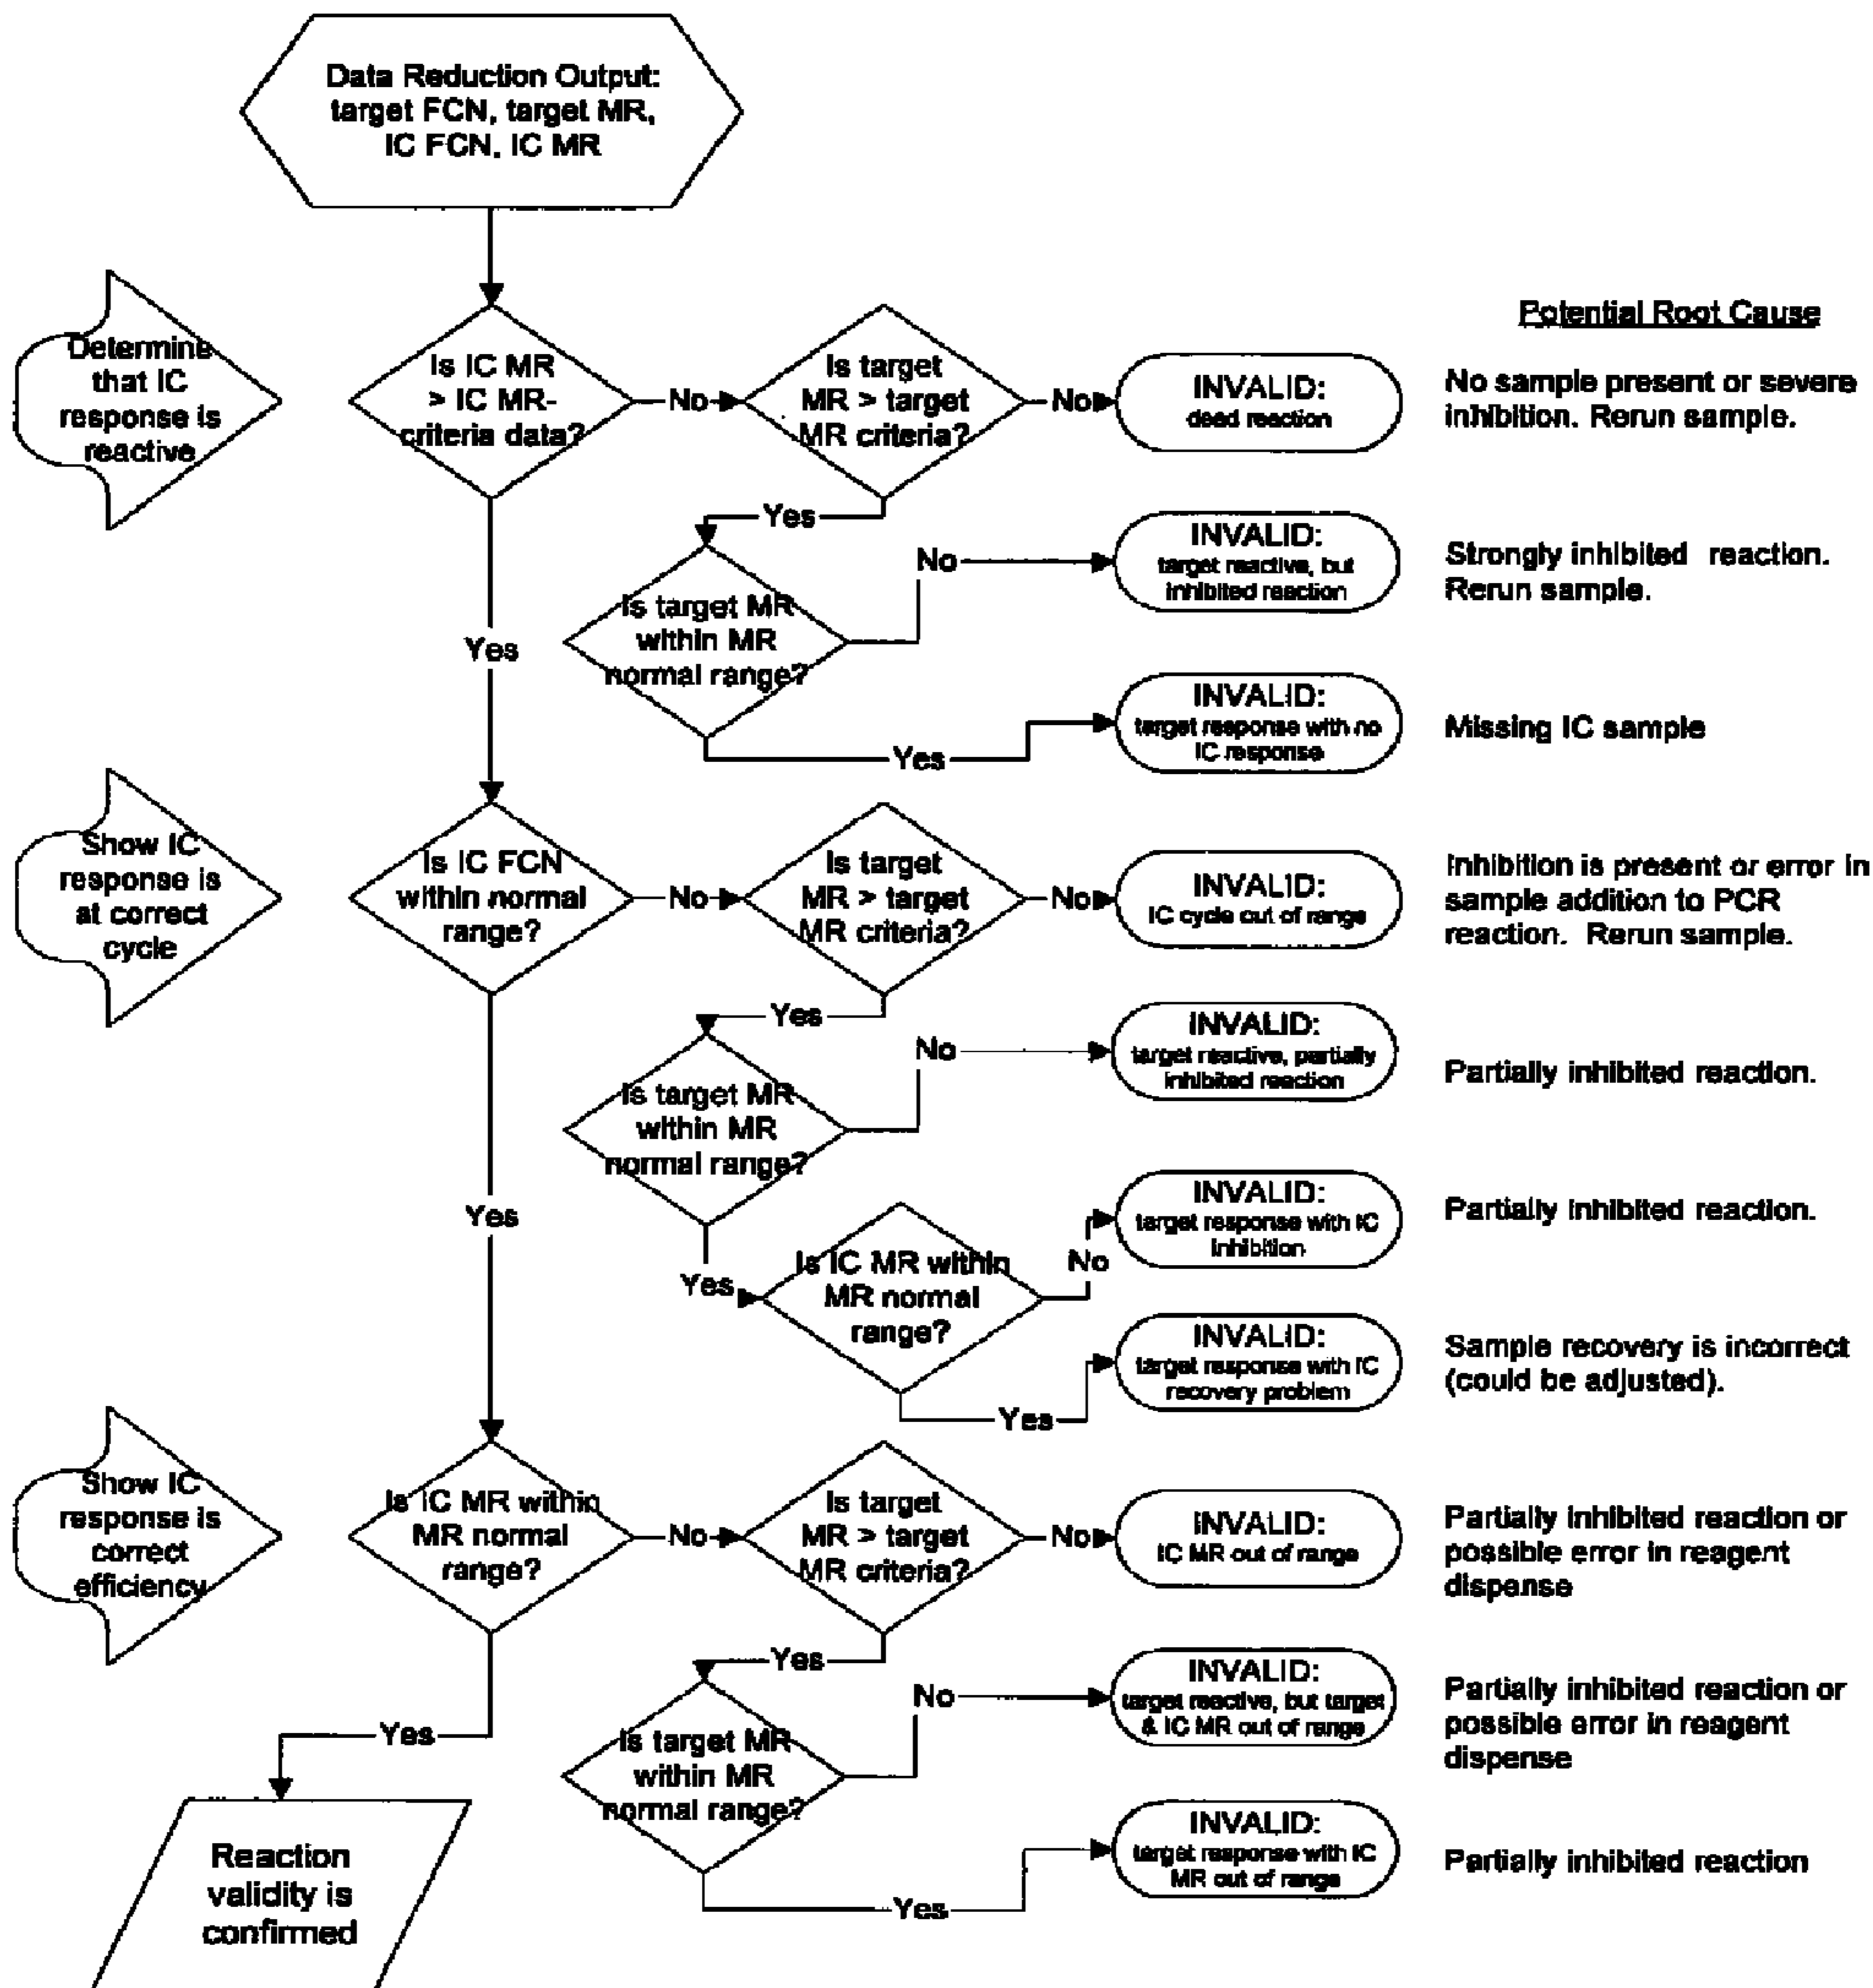 Data Reduction Output:
target FCN, target MR,
IC FCN, IC MR
Potential Root Cause
Determine
that IC
response is
reactive
Is IC MR
> IC MR-
criteria data?
No
Is target
MR > target
MR criteria?
No
INVALID:
dead reaction
No sample present or severe
inhibition. Rerun sample.
Yes
Yes
Is target MR
within MR
normal range?
No
INVALID:
target reactive, but
inhibited reaction
Strongly inhibited reaction.
Rerun sample.
Yes
INVALID:
target response with no
IC response
Missing IC sample
Show IC
response is
at correct
cycle
Is IC FCN
within normal
range?
No
Is target
MR > target
MR criteria?
No
INVALID:
IC cycle out of range
Inhibition is present or error in
sample addition to PCR
reaction. Rerun sample.
Yes
Yes
Is target MR
within MR
normal range?
No
INVALID:
target reactive, partially
inhibited reaction
Partially inhibited reaction.
Yes
Is IC MR within
MR normal
range?
No
INVALID:
target response with IC
inhibition
Partially inhibited reaction.
Yes
INVALID:
target response with IC
recovery problem
Sample recovery is incorrect
(could be adjusted).
Show IC
response is
correct
efficiency
Is IC MR within
MR normal
range?
No
Is target
MR > target
MR criteria?
No
INVALID:
IC MR out of range
Partially inhibited reaction or
possible error in reagent
dispense
Yes
Yes
Is target MR
within MR
normal range?
No
INVALID:
target reactive, but target
& IC MR out of range
Partially inhibited reaction or
possible error in reagent
dispense
Yes
INVALID:
target response with IC
MR out of range
Partially inhibited reaction
Reaction
validity is
confirmed